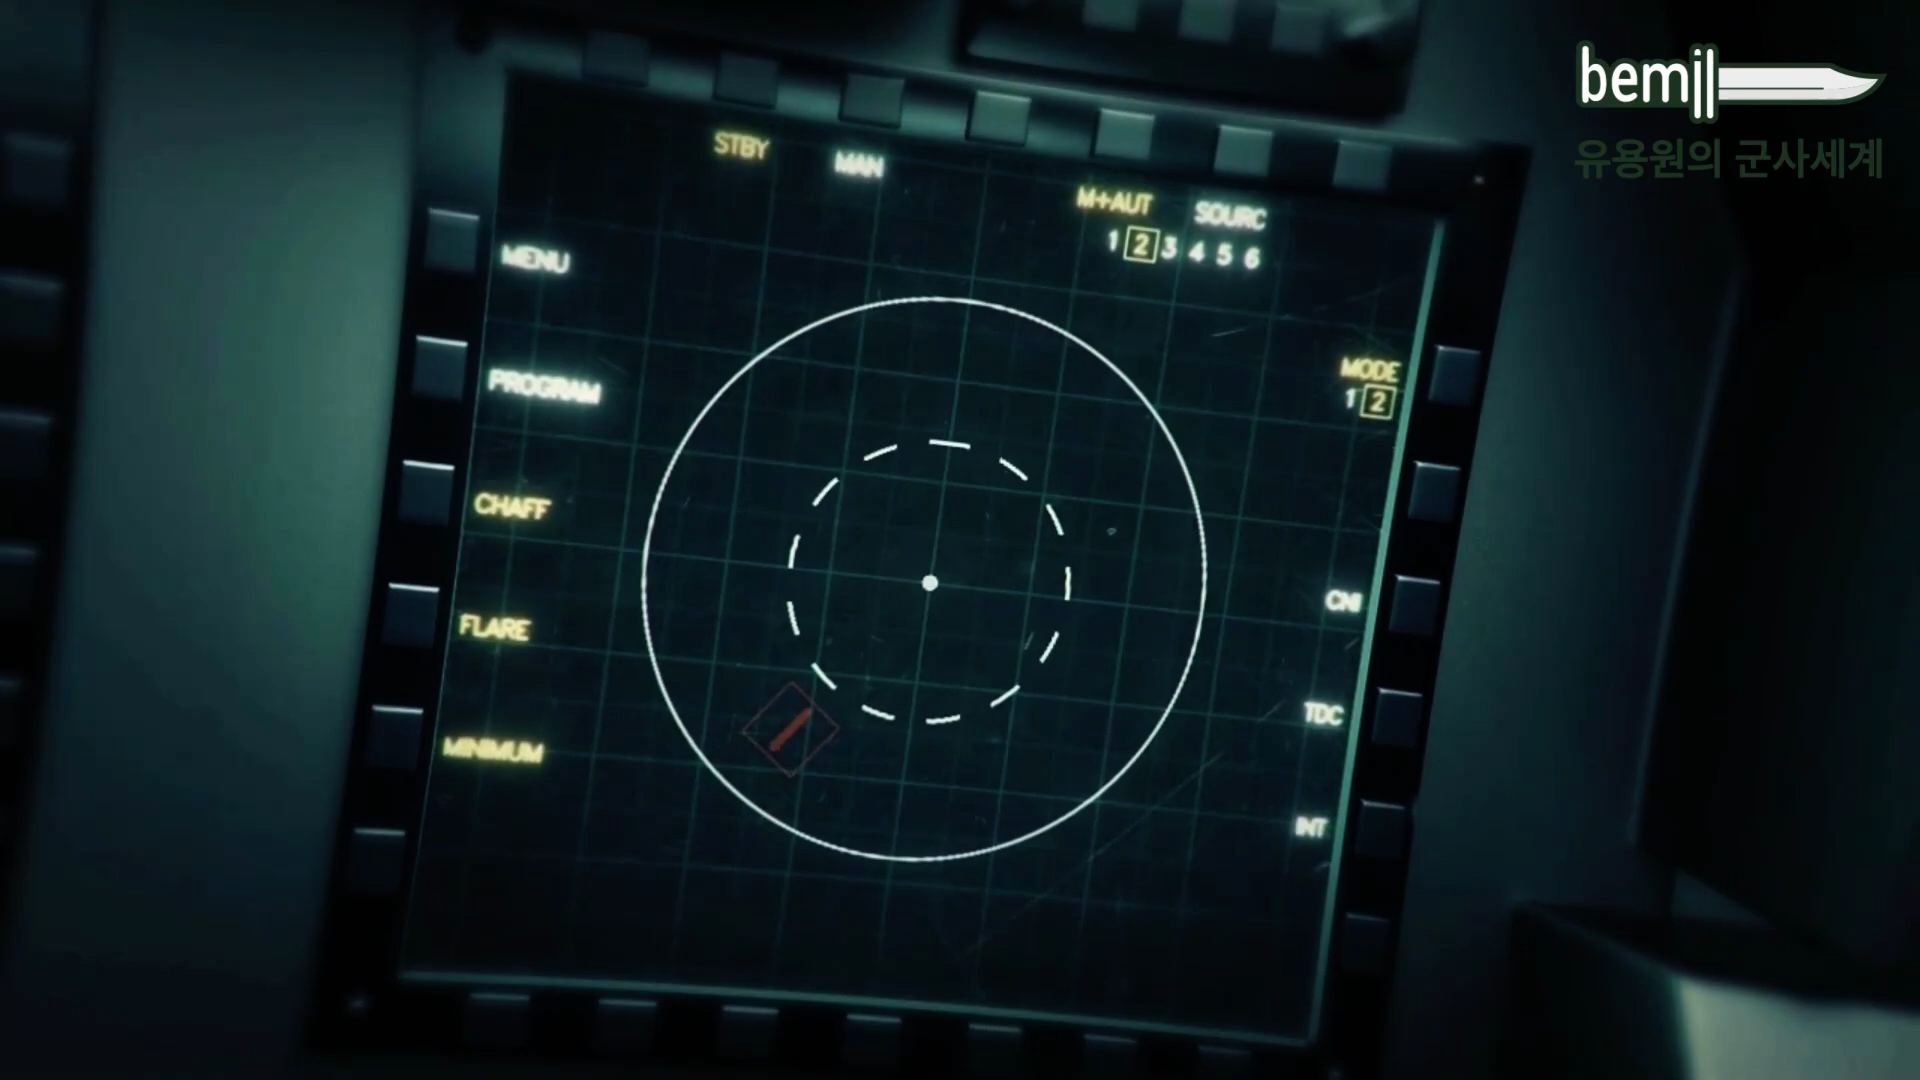 bemil
유용원의 군사세계
STBY
MAN
M+AUT
SOURC
1 2 3 4 5 6
MENU
MODE
1 2
PROGRAM
CHAFF
CNI
FLARE
TDC
MINIMUM
INT